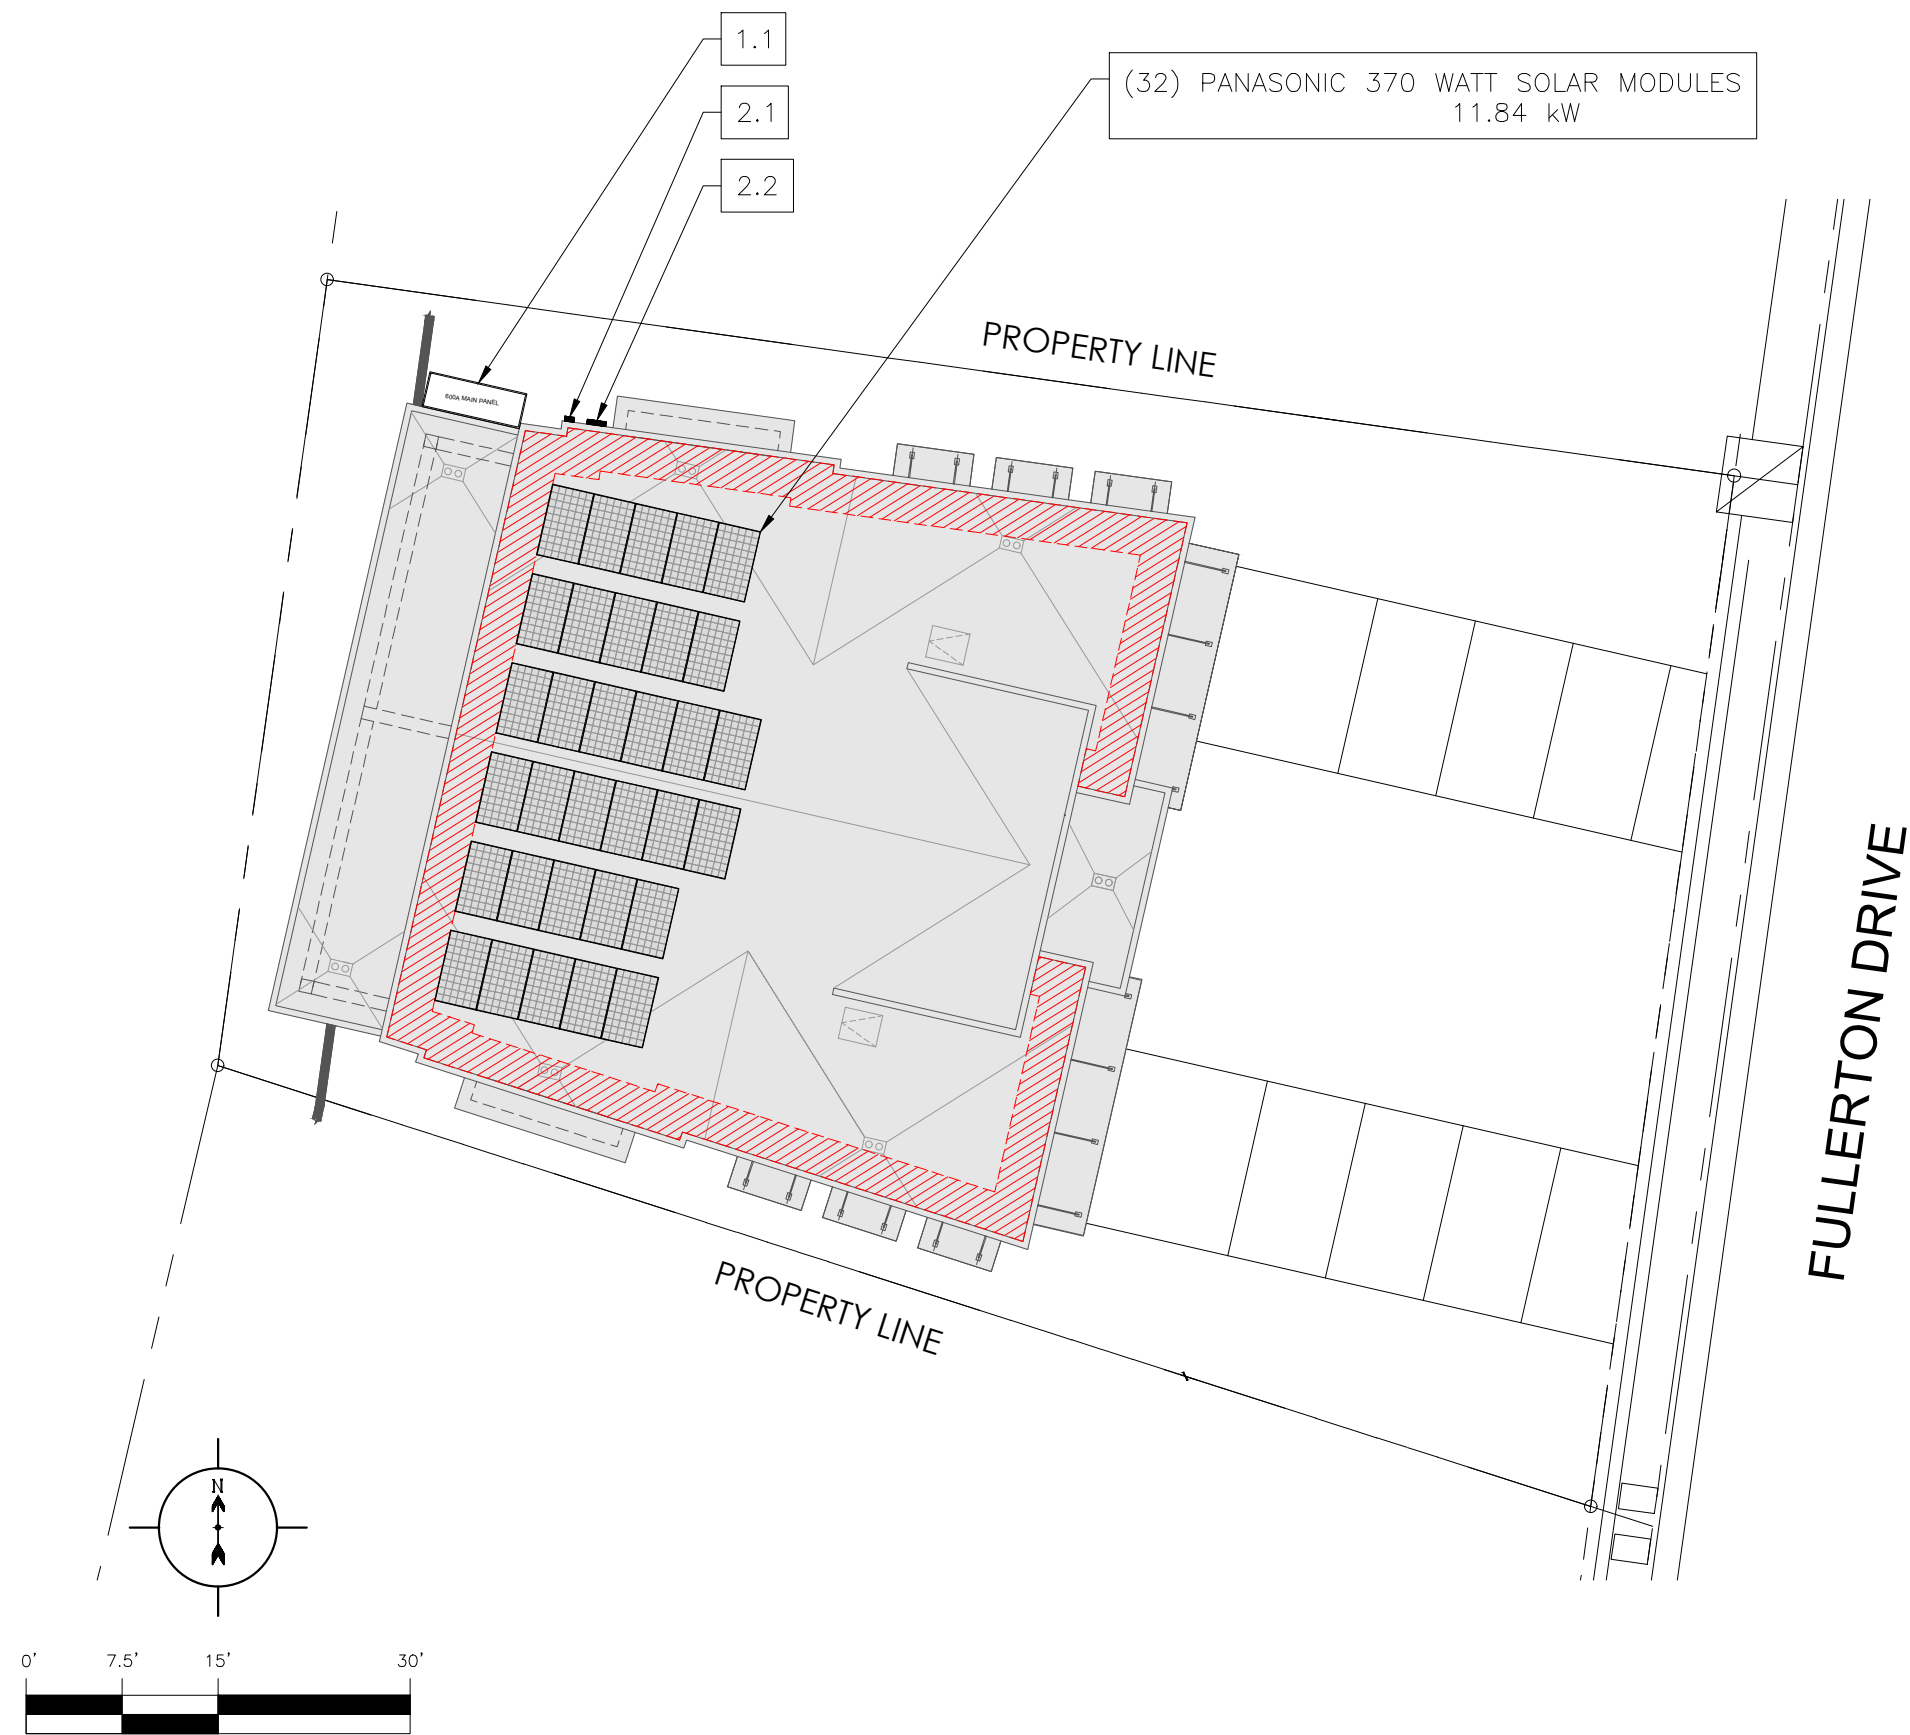 1.1
2.1
2.2
(32) PANASONIC 370 WATT SOLAR MODULES
11.84 kW
PROPERTY LINE
600A MAIN PANEL
FULLERTON DRIVE
PROPERTY LINE
N
0' 7.5' 15' 30'